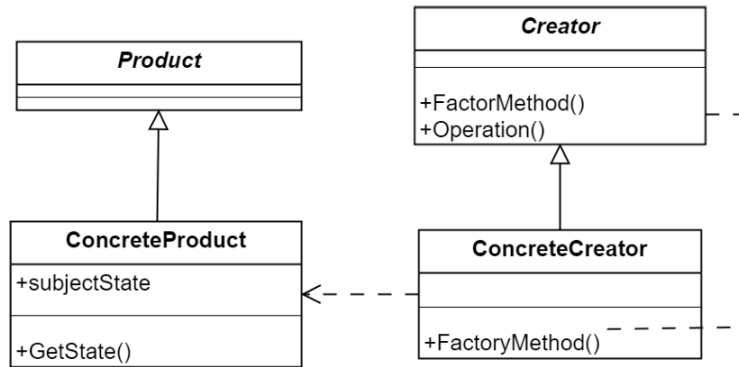 Product
Creator
+FactorMethod()
+Operation()
ConcreteProduct
+subjectState
+GetState()
ConcreteCreator
+FactoryMethod()